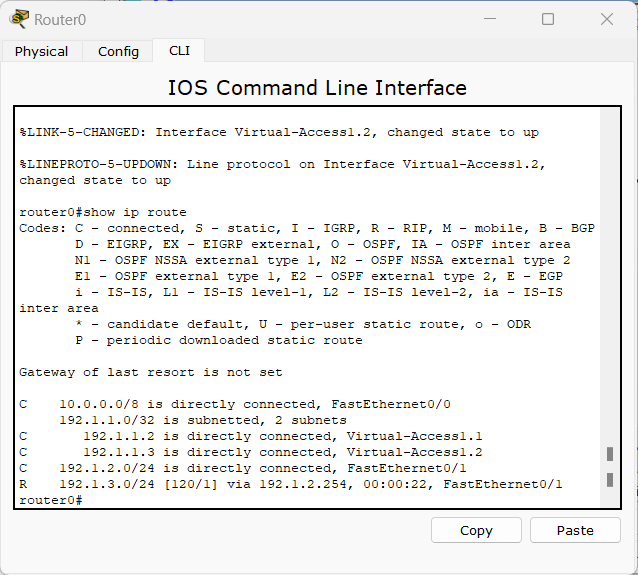 Router0
Physical Config CLI
IOS Command Line Interface
%LINK-5-CHANGED: Interface Virtual-Access1.2, changed state to up
%LINEPROTO-5-UPDOWN: Line protocol on Interface Virtual-Access1.2,
changed state to up
router0#show ip route
Codes: C - connected, S - static, I - IGRP, R - RIP, M - mobile, B - BGP
D - EIGRP, EX - EIGRP external, O - OSPF, IA - OSPF inter area
N1 - OSPF NSSA external type 1, N2 - OSPF NSSA external type 2
E1 - OSPF external type 1, E2 - OSPF external type 2, E - EGP
i - IS-IS, L1 - IS-IS level-1, L2 - IS-IS level-2, ia - IS-IS
inter area
* - candidate default, U - per-user static route, o - ODR
P - periodic downloaded static route
Gateway of last resort is not set
C 10.0.0.0/8 is directly connected, FastEthernet0/0
192.1.1.0/32 is subnetted, 2 subnets
C 192.1.1.2 is directly connected, Virtual-Access1.1
C 192.1.1.3 is directly connected, Virtual-Access1.2
C 192.1.2.0/24 is directly connected, FastEthernet0/1
R 192.1.3.0/24 [120/1] via 192.1.2.254, 00:00:22, FastEthernet0/1
router0#
Copy Paste